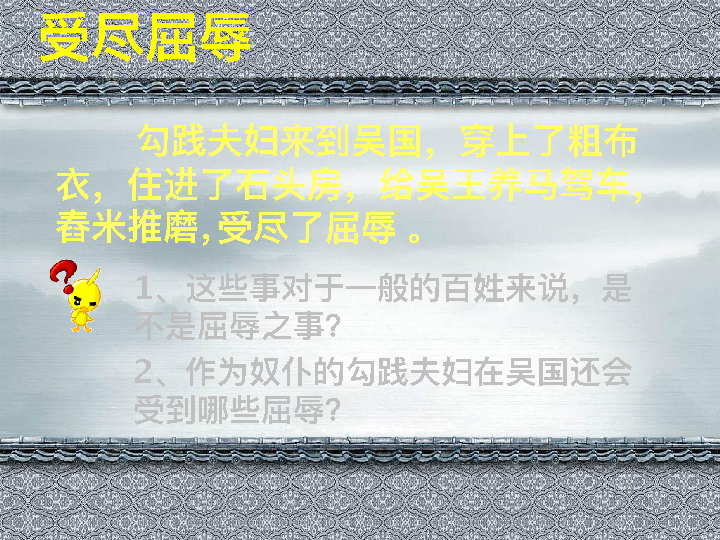 受尽屈辱
勾践夫妇来到吴国，穿上了粗布
衣，住进了石头房，给吴王养马驾车，
舂米推磨，受尽了屈辱 。
1、这些事对于一般的百姓来说，是
不是屈辱之事？
2、作为奴仆的勾践夫妇在吴国还会
受到哪些屈辱？